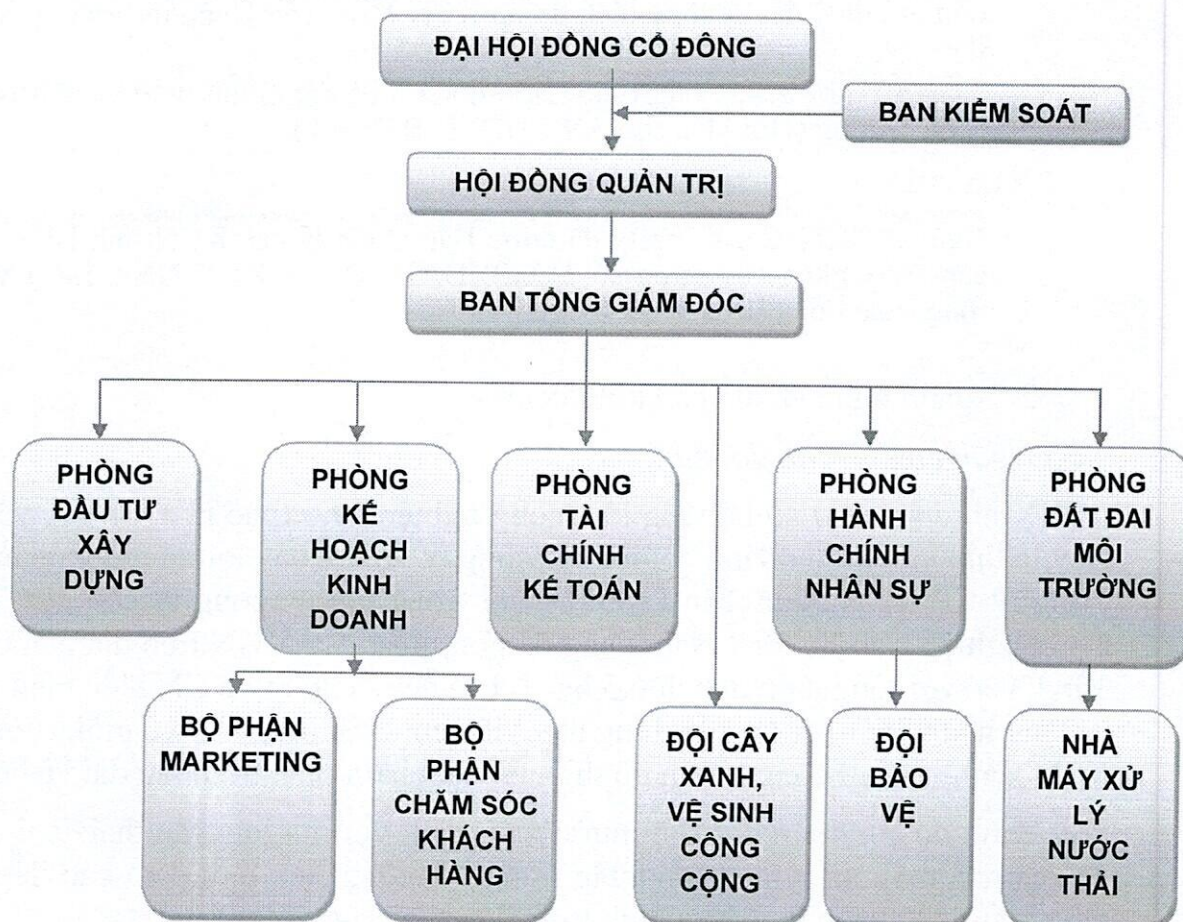 ĐẠI HỘI ĐỒNG CỔ ĐÔNG
BAN KIỂM SOÁT
HỘI ĐỒNG QUẢN TRỊ
BAN TỔNG GIÁM ĐỐC
PHÒNG
ĐẦU TƯ
XÂY
DỰNG
PHÒNG
KẾ
HOẠCH
KINH
DOANH
PHÒNG
TÀI
CHÍNH
KẾ TOÁN
PHÒNG
HÀNH
CHÍNH
NHÂN SỰ
PHÒNG
ĐẤT ĐAI
MÔI
TRƯỜNG
BỘ PHẬN
MARKETING
BỘ
PHẬN
CHĂM SÓC
KHÁCH
HÀNG
ĐỘI CÂY
XANH,
VỆ SINH
CÔNG
CỘNG
ĐỘI
BẢO
VỆ
NHÀ
MÁY XỬ
LÝ
NƯỚC
THẢI